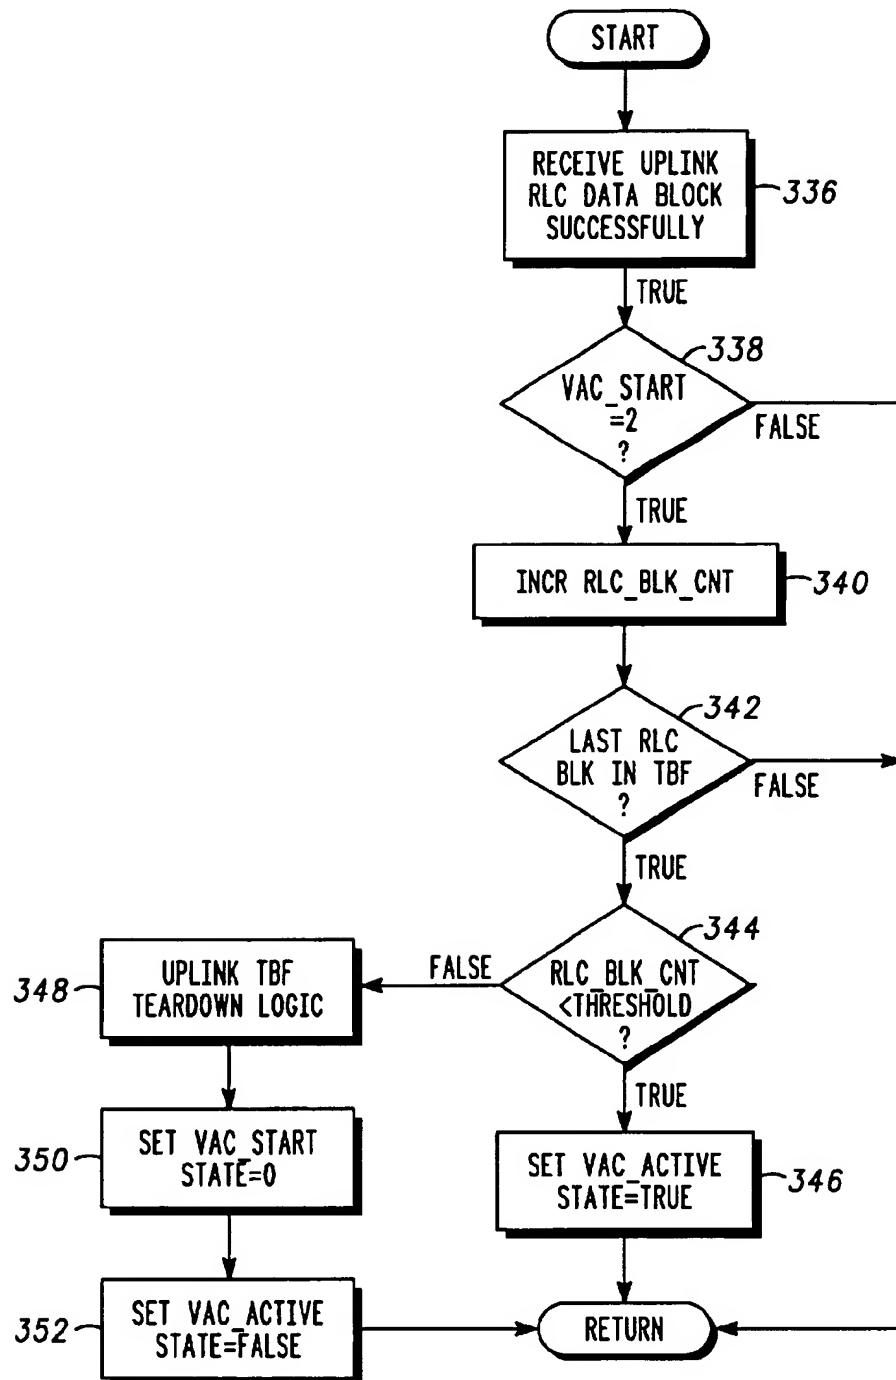 START
RECEIVE UPLINK
RLC DATA BLOCK
SUCCESSFULLY
336
TRUE
338
VAC_START
=2
?
FALSE
TRUE
INCR RLC_BLK_CNT
340
342
LAST RLC
BLK IN TBF
?
FALSE
TRUE
344
RLC_BLK_CNT
<THRESHOLD
?
FALSE
348
UPLINK TBF
TEARDOWN LOGIC
TRUE
350
SET VAC_START
STATE=0
SET VAC_ACTIVE
STATE=TRUE
346
352
SET VAC_ACTIVE
STATE=FALSE
RETURN